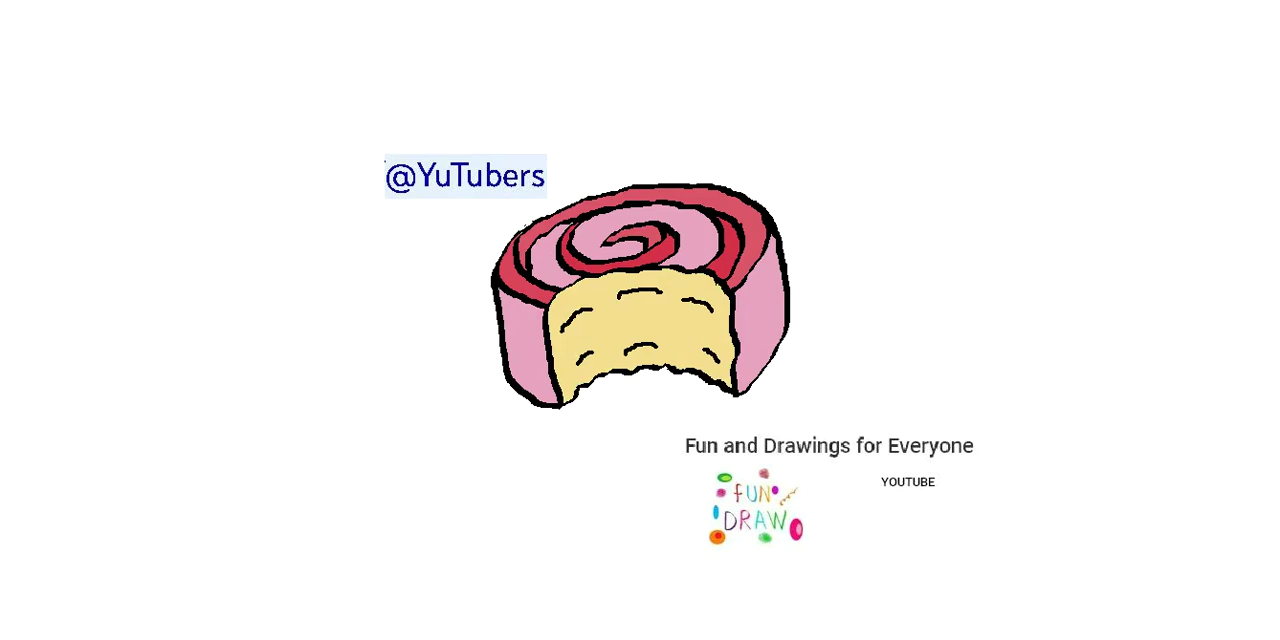 @YuTubers
Fun and Drawings for Everyone
YOUTUBE
FUN
DRAW